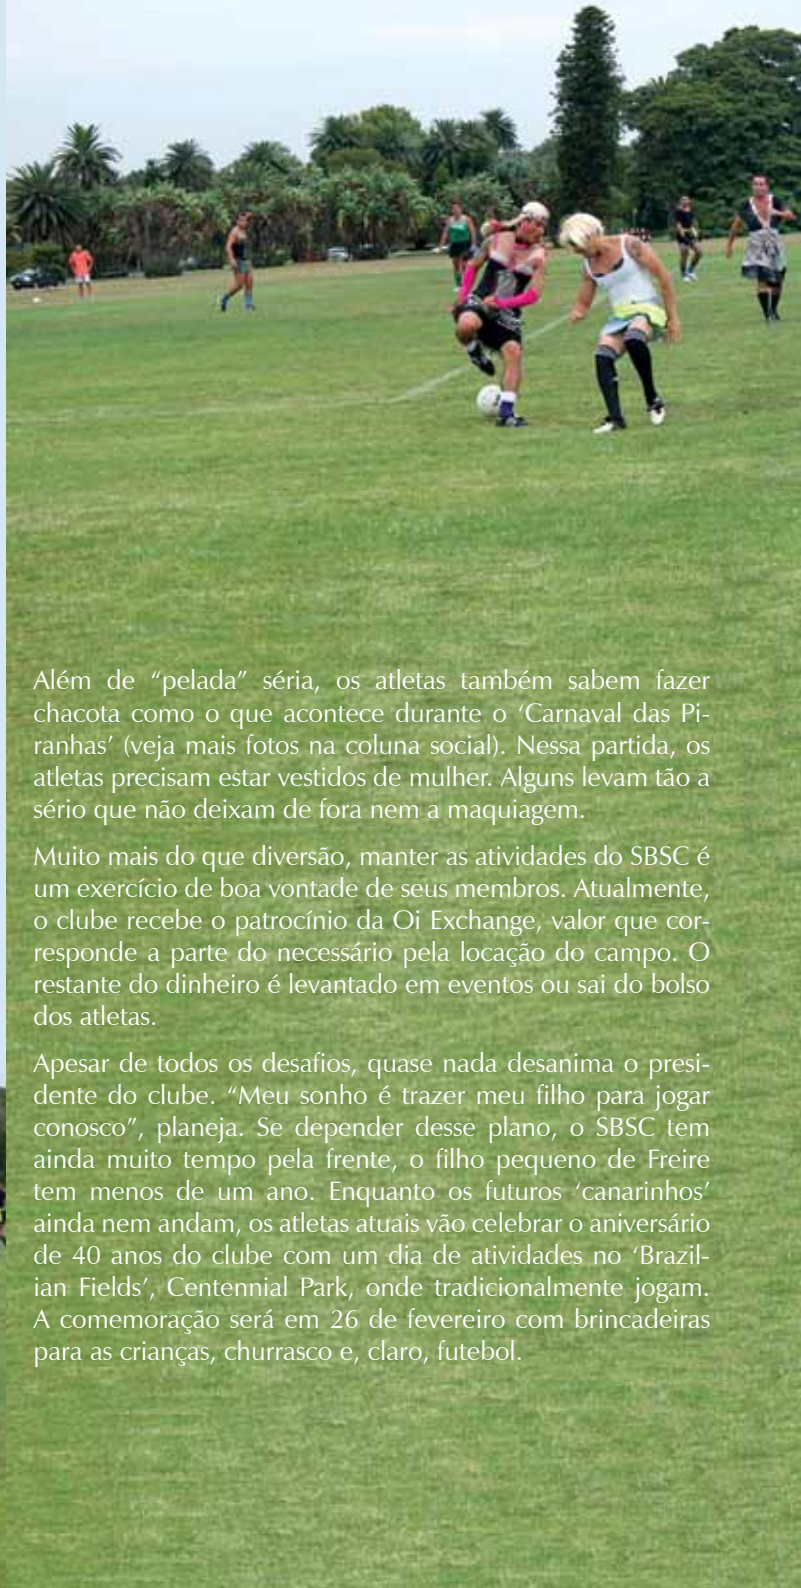 Além de “pelada” séria, os atletas também sabem fazer
chacota como o que acontece durante o ‘Carnaval das Pi-
ranhas’ (veja mais fotos na coluna social). Nessa partida, os
atletas precisam estar vestidos de mulher. Alguns levam tão a
sério que não deixam de fora nem a maquiagem.
Muito mais do que diversão, manter as atividades do SBSC é
um exercício de boa vontade de seus membros. Atualmente,
o clube recebe o patrocínio da Oi Exchange, valor que cor-
responde a parte do necessário pela locação do campo. O
restante do dinheiro é levantado em eventos ou sai do bolso
dos atletas.
Apesar de todos os desafios, quase nada desanima o presi-
dente do clube. “Meu sonho é trazer meu filho para jogar
conosco”, planeja. Se depender desse plano, o SBSC tem
ainda muito tempo pela frente, o filho pequeno de Freire
tem menos de um ano. Enquanto os futuros ‘canarinhos’
ainda nem andam, os atletas atuais vão celebrar o aniversário
de 40 anos do clube com um dia de atividades no ‘Brazil-
ian Fields’, Centennial Park, onde tradicionalmente jogam.
A comemoração será em 26 de fevereiro com brincadeiras
para as crianças, churrasco e, claro, futebol.